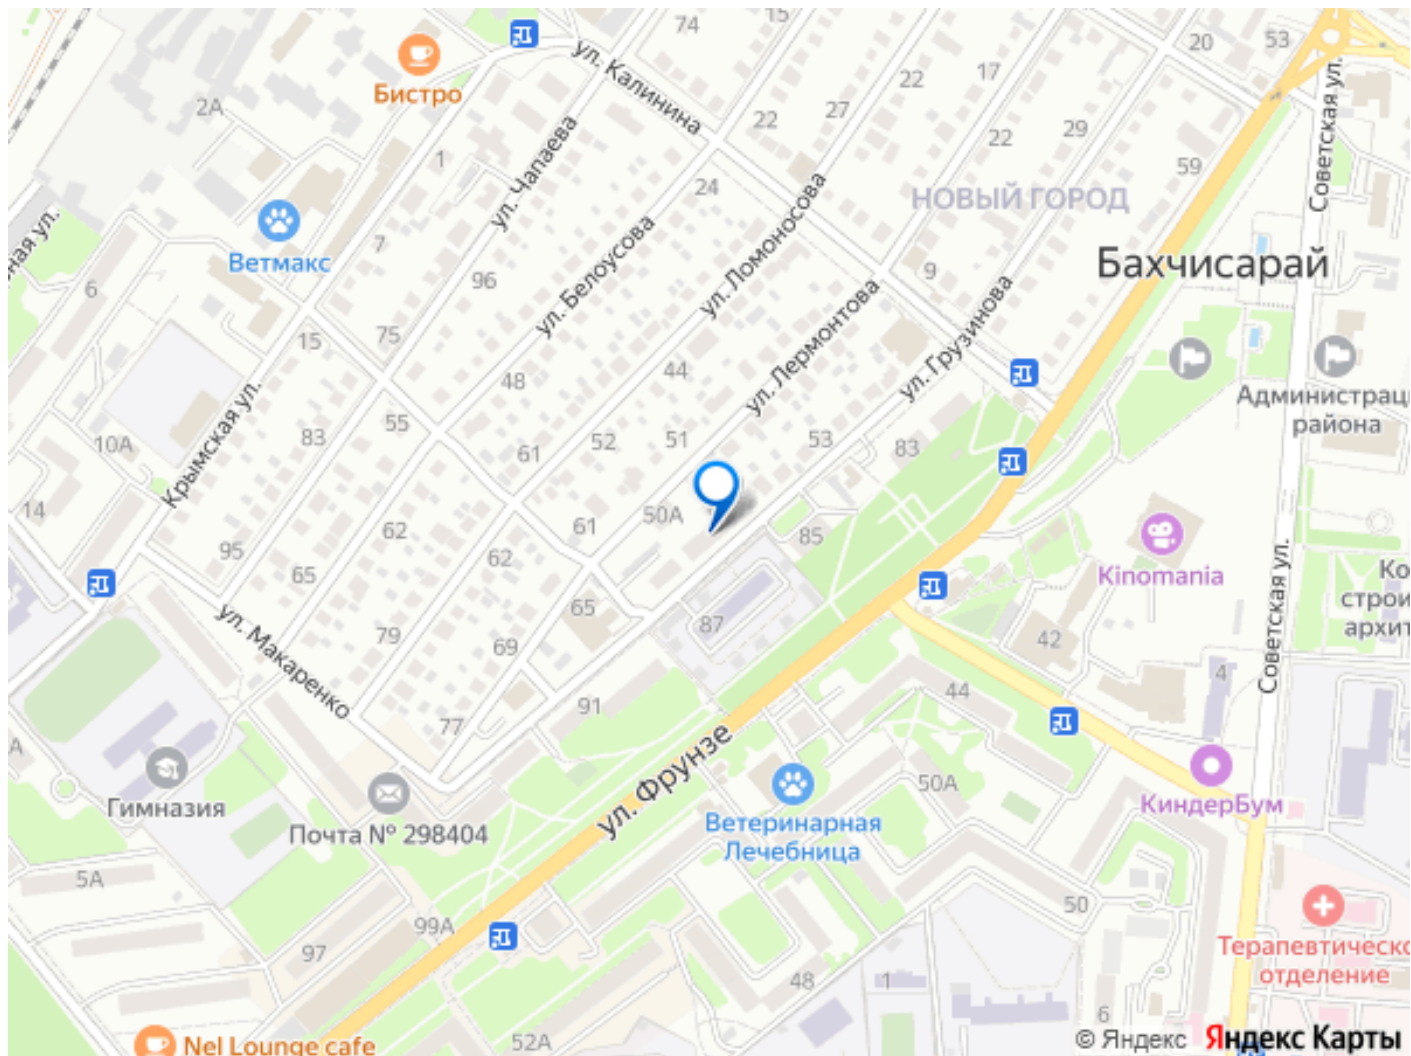 74
15
20
53
Бистро
ул. Калинина
2А
22
17
22
27
29
22
ул. Чапаева
1
59
24
НОВЫЙ ГОРОД
Советская ул.
ул. Ломоносова
ул. Белоусова
7
Ветмакс
96
9
Бахчисарай
6
ул. Лермонтова
ул. Грузинова
15
75
44
48
Администрац
района
55
83
10А
Крымская ул.
61
52
51
53
83
14
50А
61
85
62
62
95
65
Kinomania
Ко
строи
архит
Советская ул.
65
87
42
ул. Макаренко
79
69
4
44
91
77
ул. Фрунзе
50А
Гимназия
КиндерБум
Почта № 298404
Ветеринарная
Лечебница
5А
50
99А
97
Терапевтическо
отделение
48
1
6
52А
Nel Lounge cafe
© Яндекс Яндекс Карты